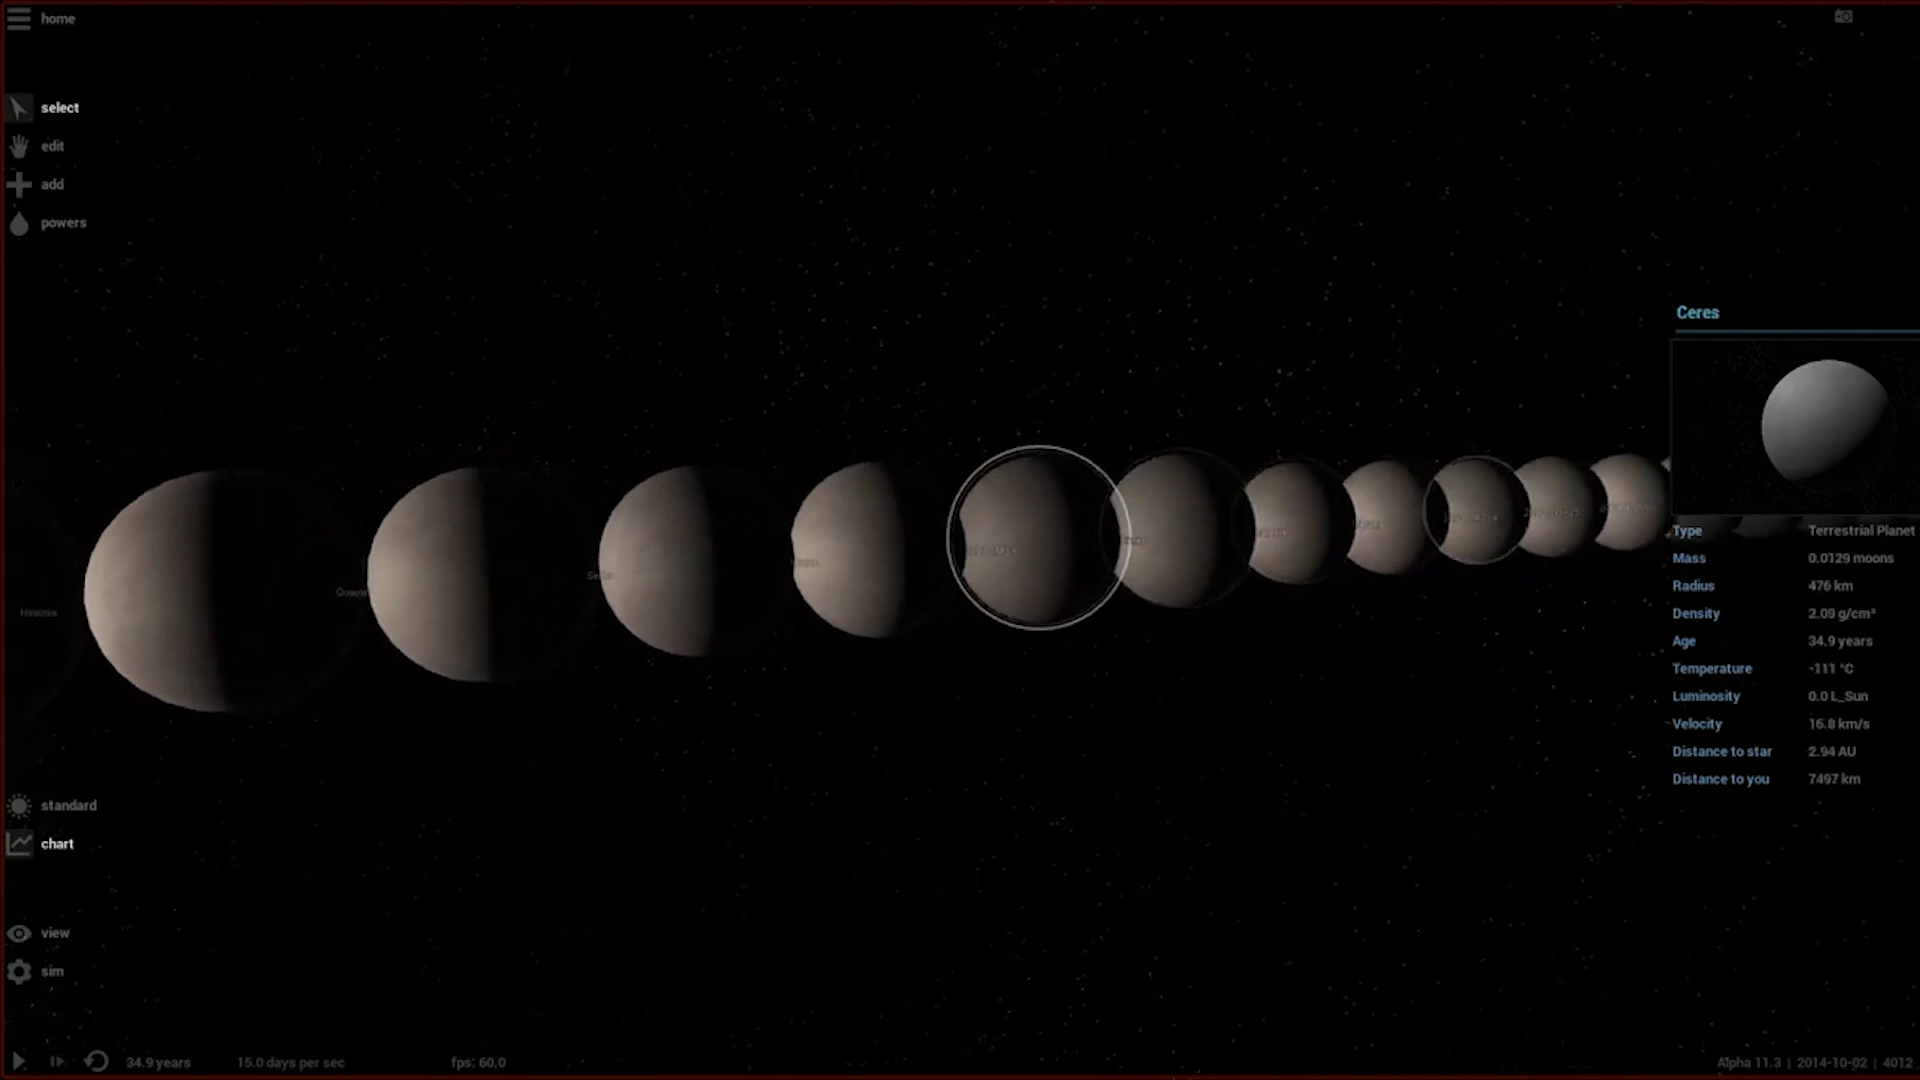 home
select
edit
add
powers
Ceres
Type Terrestrial Planet
Mass 0.0129 moons
Radius 476 km
Density 2.09 g/cm³
Age 34.9 years
Temperature -111 °C
Luminosity 0.0 L_Sun
Velocity 16.8 km/s
Distance to star 2.94 AU
Distance to you 7497 km
Quaoar
standard
chart
view
sim
34.9 years 15.0 days per sec fps: 60.0
Alpha 11.3 | 2014-10-02 | 4012